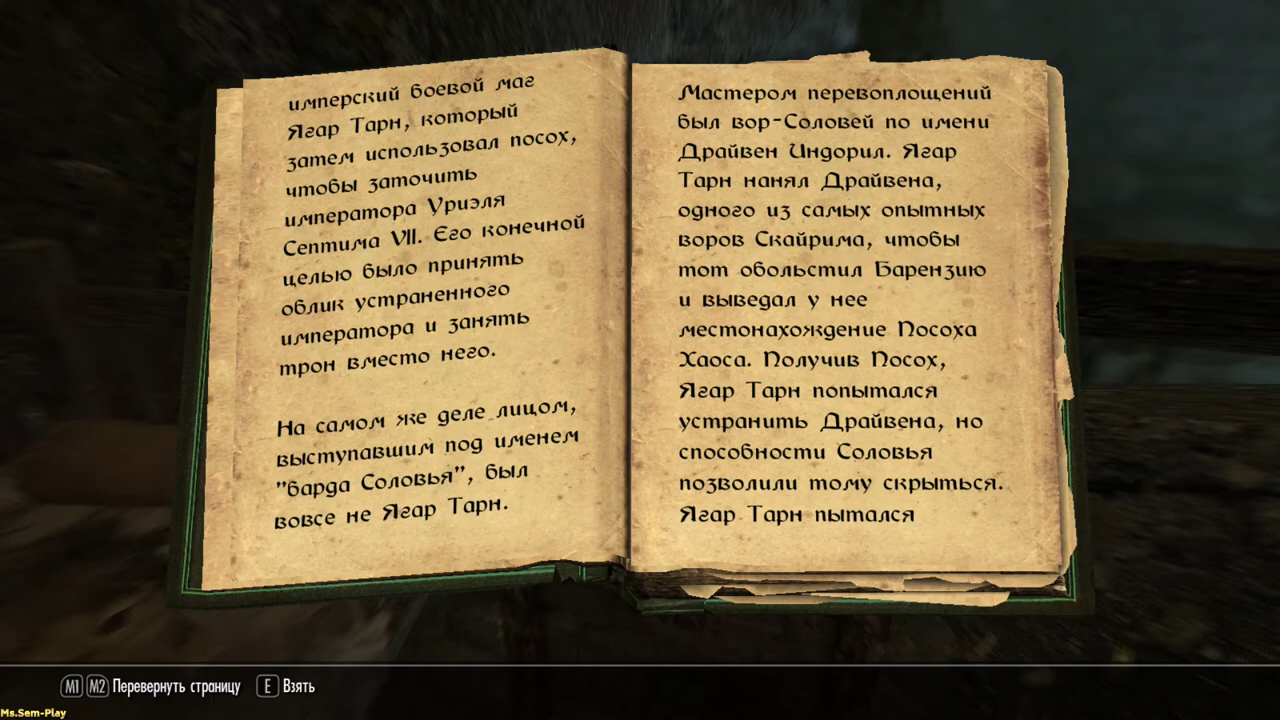 имперский боевой маг
Ягар Тарн, который
затем использовал посох,
чтобы заточить
императора Уриэля
Септима VII. Его конечной
целью было принять
облик устраненного
императора и занять
трон вместо него.
На самом же деле лицом,
выступавшим под именем
"барда Соловья", был
вовсе не Ягар Тарн.
Мастером перевоплощений
был вор-Соловей по имени
Драйвен Индорил. Ягар
Тарн нанял Драйвена,
одного из самых опытных
воров Скайрима, чтобы
тот обольстил Барензию
и выведал у нее
местонахождение Посоха
Хаоса. Получив Посох,
Ягар Тарн попытался
устранить Драйвена, но
способности Соловья
позволили тому скрыться.
Ягар Тарн пытался
M1 M2 Перевернуть страницу E Взять
Ms.Sem-Play